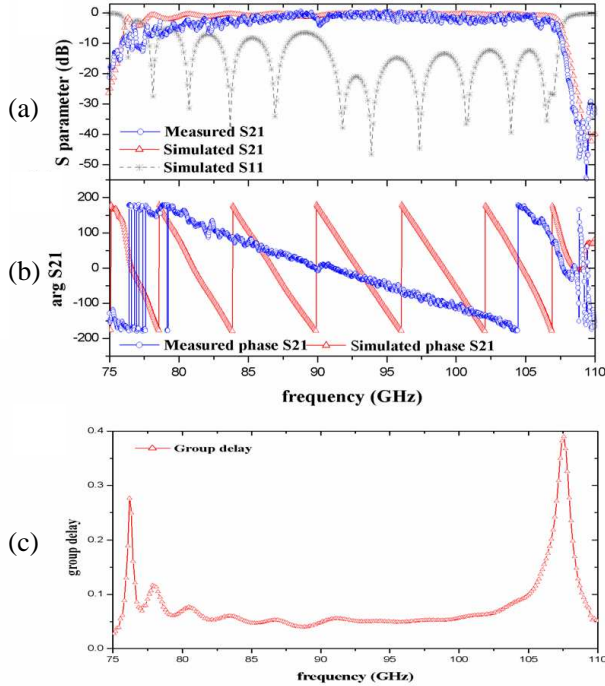 (a)
S parameter (dB)
0
-10
-20
-30
-40
-50
Measured S21
Simulated S21
Simulated S11
(b)
arg S21
200
100
0
-100
-200
Measured phase S21 Simulated phase S21
75 80 85 90 95 100 105 110
frequency (GHz)
(c)
group delay
0.4
0.3
0.2
0.1
0.0
Group delay
75 80 85 90 95 100 105 110
frequency (GHz)